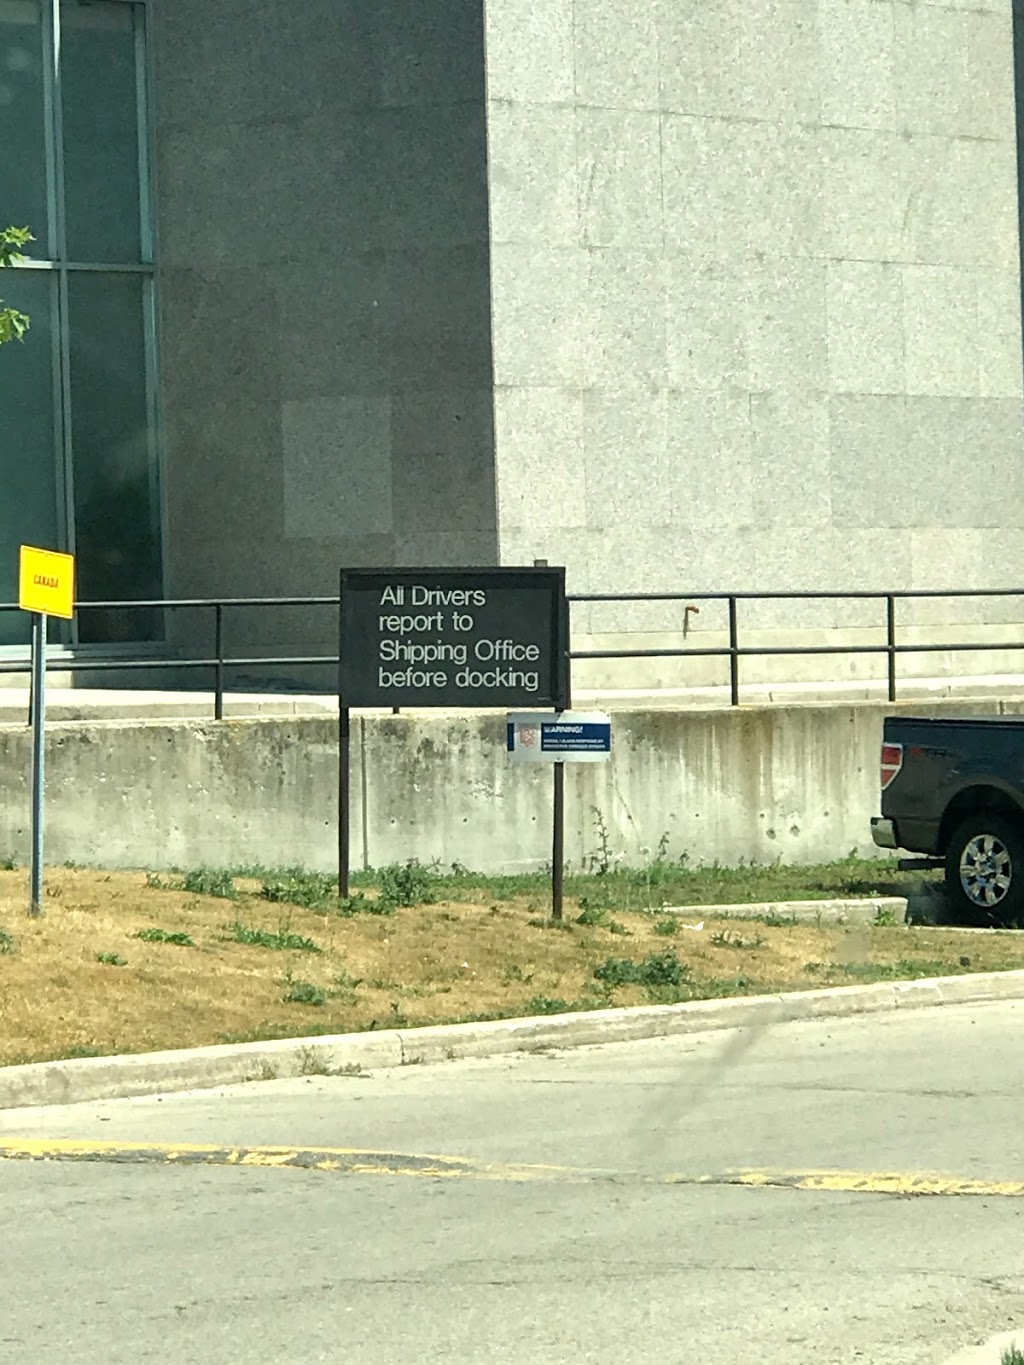 CANADA
All Drivers
report to
Shipping Office
before docking
WARNING!